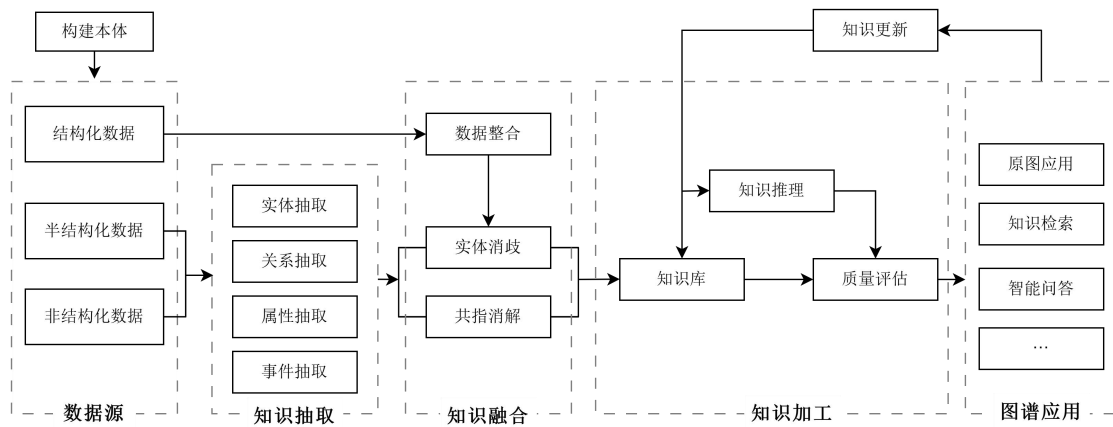 构建本体
结构化数据
半结构化数据
非结构化数据
数据源
实体抽取
关系抽取
属性抽取
事件抽取
知识抽取
数据整合
实体消歧
共指消解
知识融合
知识更新
知识推理
知识库
质量评估
知识加工
原图应用
知识检索
智能问答
…
图谱应用